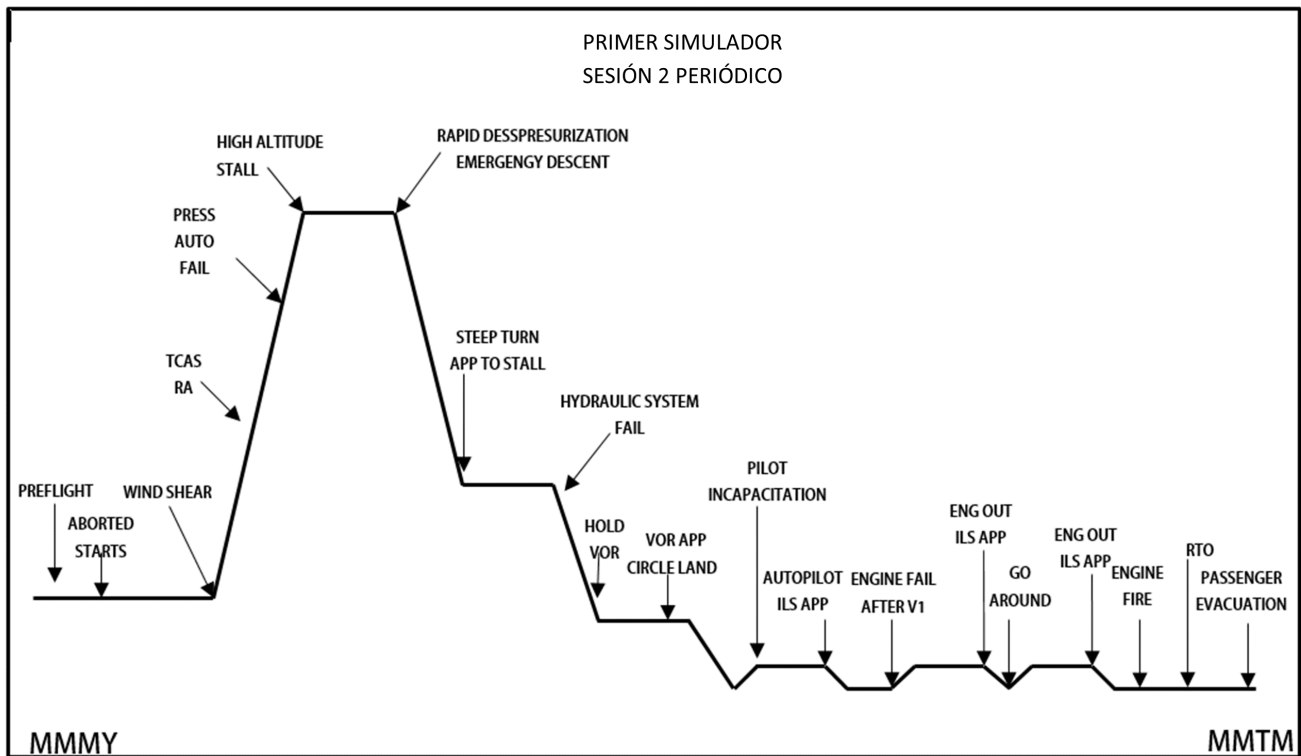 PRIMER SIMULADOR
SESIÓN 2 PERIÓDICO
HIGH ALTITUDE
STALL
RAPID DESSPRESURIZATION
EMERGENGY DESCENT
PRESS
AUTO
FAIL
TCAS
RA
STEEP TURN
APP TO STALL
HYDRAULIC SYSTEM
FAIL
PREFLIGHT
ABORTED
STARTS
WIND SHEAR
HOLD
VOR
VOR APP
CIRCLE LAND
PILOT
INCAPACITATION
AUTOPILOT
ILS APP
ENGINE FAIL
AFTER V1
ENG OUT
ILS APP
GO
AROUND
ENG OUT
ILS APP
ENGINE
FIRE
RTO
PASSENGER
EVACUATION
MMMY
MMTM